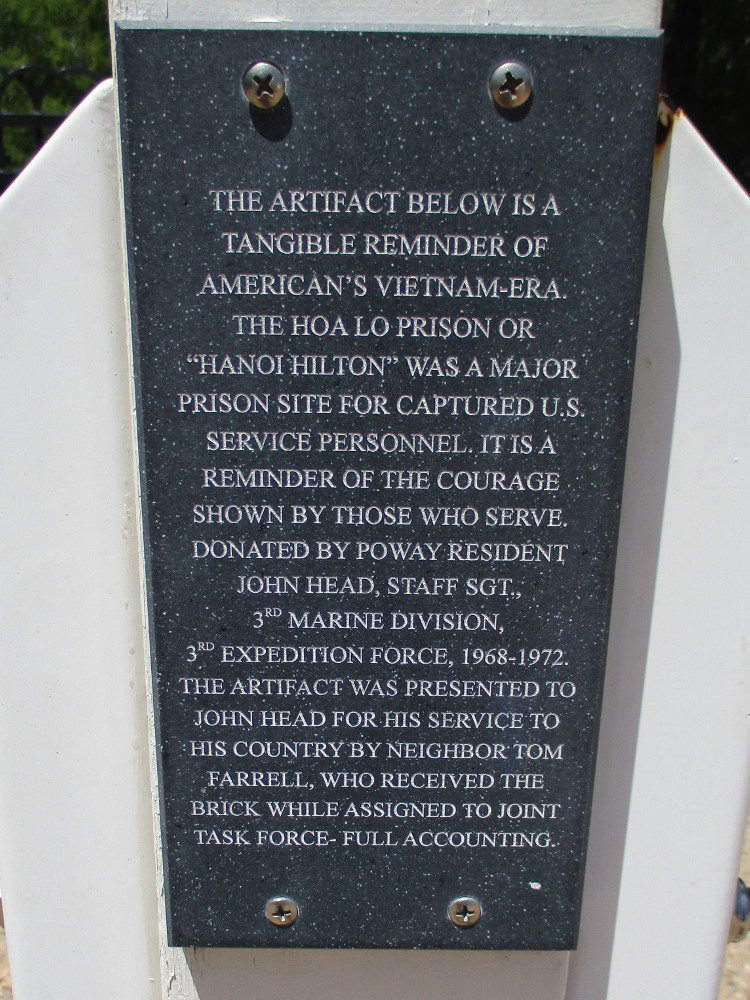 THE ARTIFACT BELOW IS A
TANGIBLE REMINDER OF
AMERICAN'S VIETNAM-ERA.
THE HOA LO PRISON OR
“HANOI HILTON” WAS A MAJOR
PRISON SITE FOR CAPTURED U.S.
SERVICE PERSONNEL. IT IS A
REMINDER OF THE COURAGE
SHOWN BY THOSE WHO SERVE.
DONATED BY POWAY RESIDENT
JOHN HEAD, STAFF SGT.,
3RD MARINE DIVISION,
3RD EXPEDITION FORCE, 1968-1972.
THE ARTIFACT WAS PRESENTED TO
JOHN HEAD FOR HIS SERVICE TO
HIS COUNTRY BY NEIGHBOR TOM
FARRELL, WHO RECEIVED THE
BRICK WHILE ASSIGNED TO JOINT
TASK FORCE- FULL ACCOUNTING.